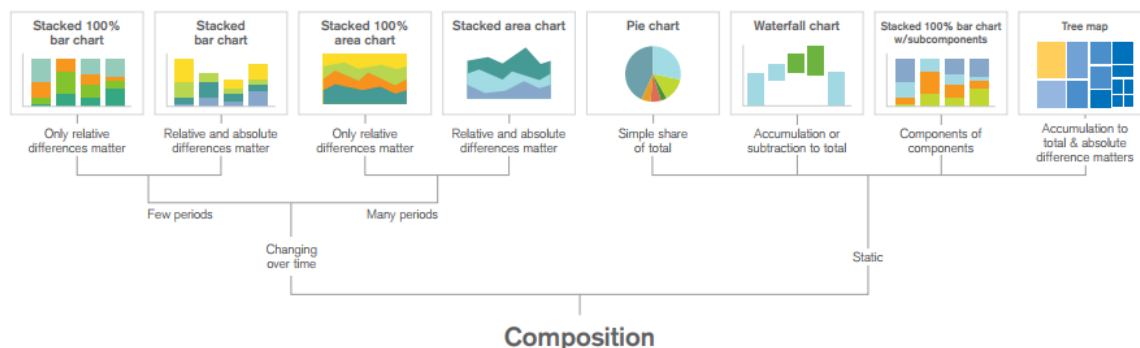 Stacked 100%
bar chart
Stacked
bar chart
Stacked 100%
area chart
Stacked area chart
Pie chart
Waterfall chart
Stacked 100% bar chart
w/subcomponents
Tree map
Only relative
differences matter
Relative and absolute
differences matter
Only relative
differences matter
Relative and absolute
differences matter
Simple share
of total
Accumulation or
subtraction to total
Components of
components
Accumulation to
total & absolute
difference matters
Few periods
Many periods
Changing
over time
Static
Composition